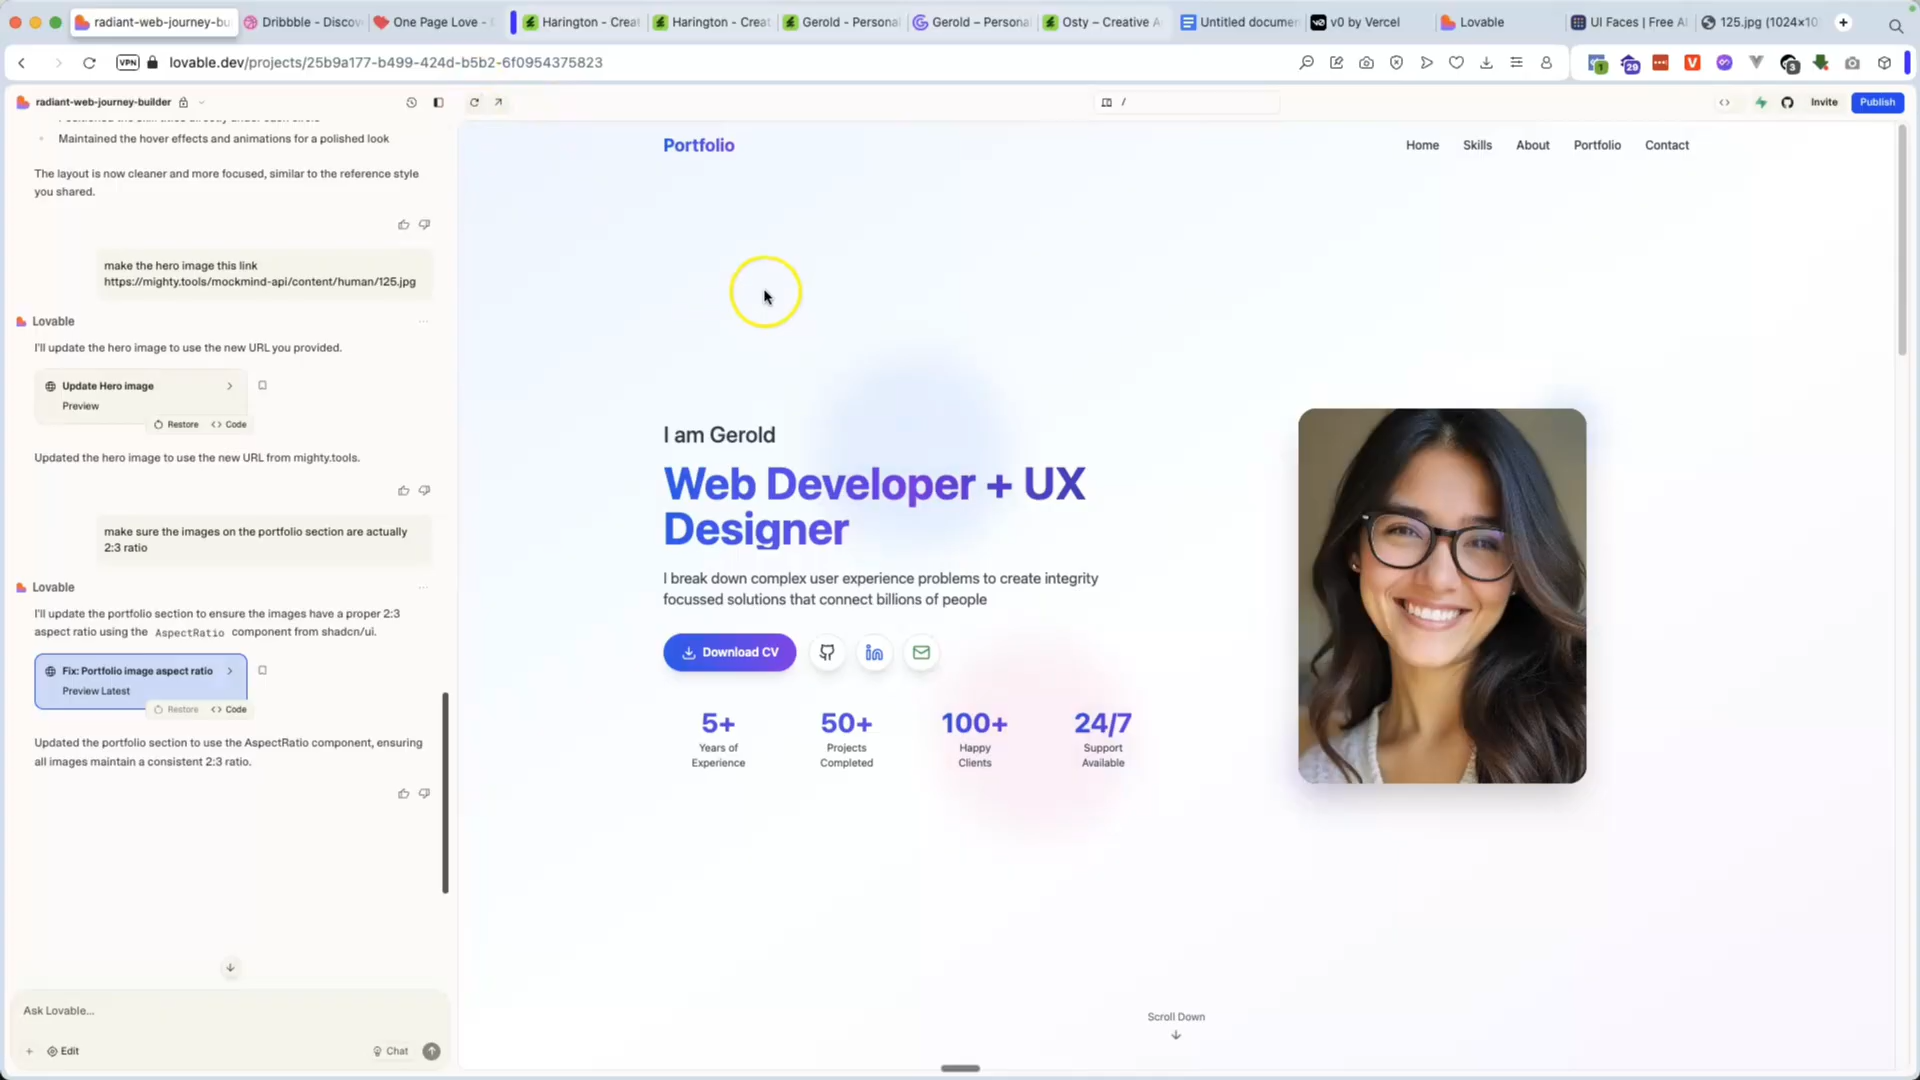 radiant-web-journey-bu
Dribbble - Discov
One Page Love -
Harington - Creat
Harington - Creat
Gerold - Persona
Gerold – Persona
Osty – Creative A
Untitled documen
v0 by Vercel
Lovable
UI Faces | Free AI
125.jpg (1024×10
VPN
lovable.dev/projects/25b9a177-b499-424d-b5b2-6f0954375823
1
29
V
3
radiant-web-journey-builder
/
Invite
Publish
Maintained the hover effects and animations for a polished look
The layout is now cleaner and more focused, similar to the reference style
you shared.
make the hero image this link
https://mighty.tools/mockmind-api/content/human/125.jpg
Lovable
I'll update the hero image to use the new URL you provided.
Update Hero image
Preview
Restore
Code
Updated the hero image to use the new URL from mighty.tools.
make sure the images on the portfolio section are actually
2:3 ratio
Lovable
I'll update the portfolio section to ensure the images have a proper 2:3
aspect ratio using the AspectRatio component from shadcn/ui.
Fix: Portfolio image aspect ratio
Preview Latest
Restore
Code
Updated the portfolio section to use the AspectRatio component, ensuring
all images maintain a consistent 2:3 ratio.
Ask Lovable...
Edit
Chat
Portfolio
Home
Skills
About
Portfolio
Contact
I am Gerold
Web Developer + UX
Designer
I break down complex user experience problems to create integrity
focussed solutions that connect billions of people
Download CV
5+
Years of
Experience
50+
Projects
Completed
100+
Happy
Clients
24/7
Support
Available
Scroll Down